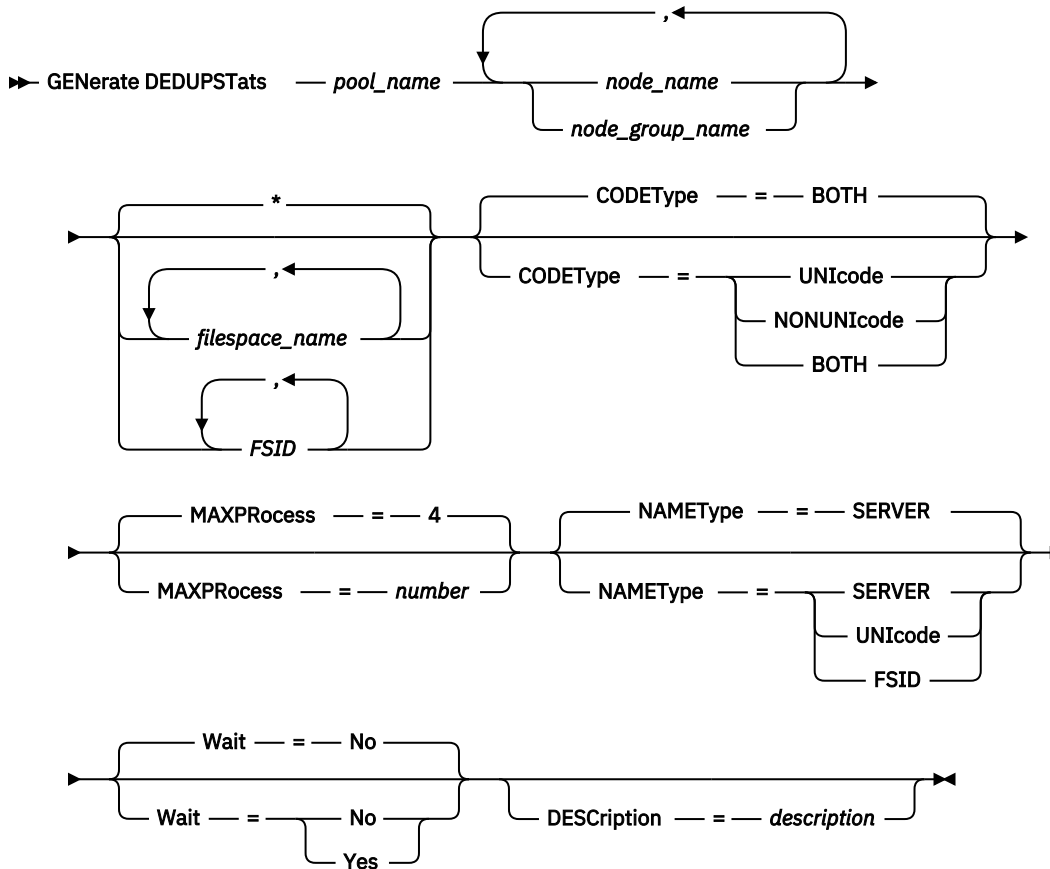 ,
GENerate DEDUPSTats pool_name node_name
node_group_name
*
,
filespace_name
,
FSID
CODEType = BOTH
CODEType = UNIcode
NONUNIcode
BOTH
MAXPRocess = 4
MAXPRocess = number
NAMEType = SERVER
NAMEType = SERVER
UNIcode
FSID
Wait = No
Wait = No
Yes
DESCription = description